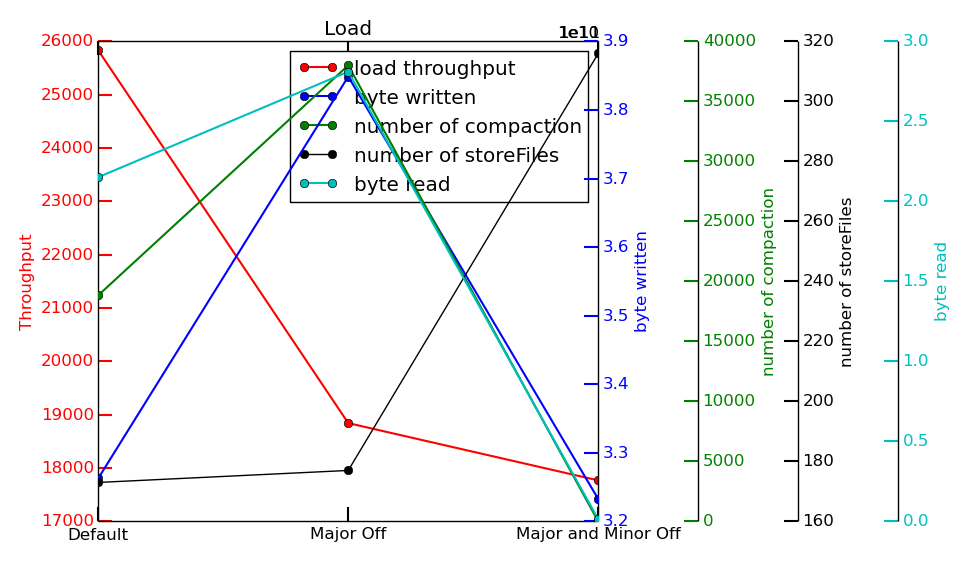 Load
1e10
26000
25000
24000
23000
22000
21000
20000
19000
18000
17000
Throughput
load throughput
byte written
number of compaction
number of storeFiles
byte read
Default
Major Off
Major and Minor Off
3.9
3.8
3.7
3.6
3.5
3.4
3.3
3.2
byte written
40000
35000
30000
25000
20000
15000
10000
5000
0
number of compaction
320
300
280
260
240
220
200
180
160
number of storeFiles
3.0
2.5
2.0
1.5
1.0
0.5
0.0
byte read